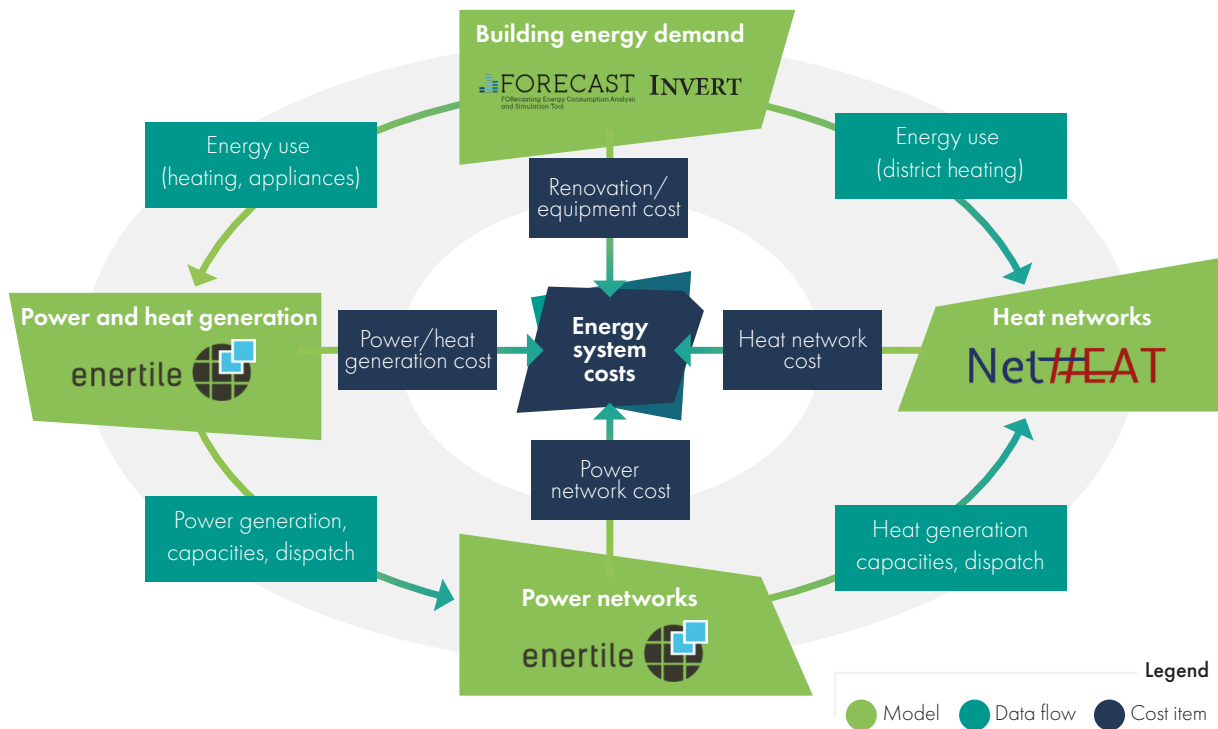 Building energy demand
FORECAST
FORecasting Energy Consumption Analysis
and Simulation Tool
INVERT
Energy use
(heating, appliances)
Energy use
(district heating)
Renovation/
equipment cost
Power and heat generation
enertile
Power/heat
generation cost
Energy
system
costs
Heat network
cost
Heat networks
NetHEAT
Power
network cost
Power generation,
capacities, dispatch
Heat generation
capacities, dispatch
Power networks
enertile
Legend
Model
Data flow
Cost item